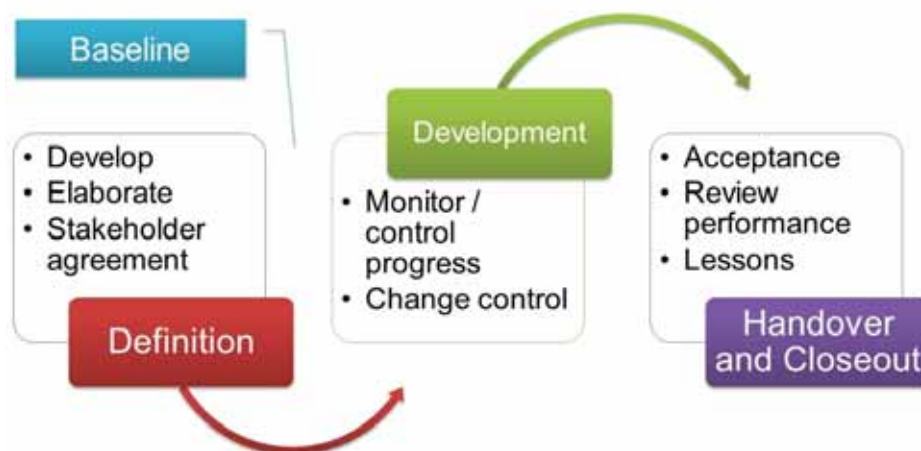 Baseline
• Develop
• Elaborate
• Stakeholder
agreement
Definition
Development
• Monitor /
control
progress
• Change control
• Acceptance
• Review
performance
• Lessons
Handover
and Closeout